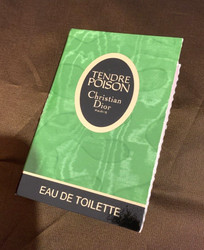 TENDRE
POISON
Christian
Dior
PARIS
EAU DE TOILETTE